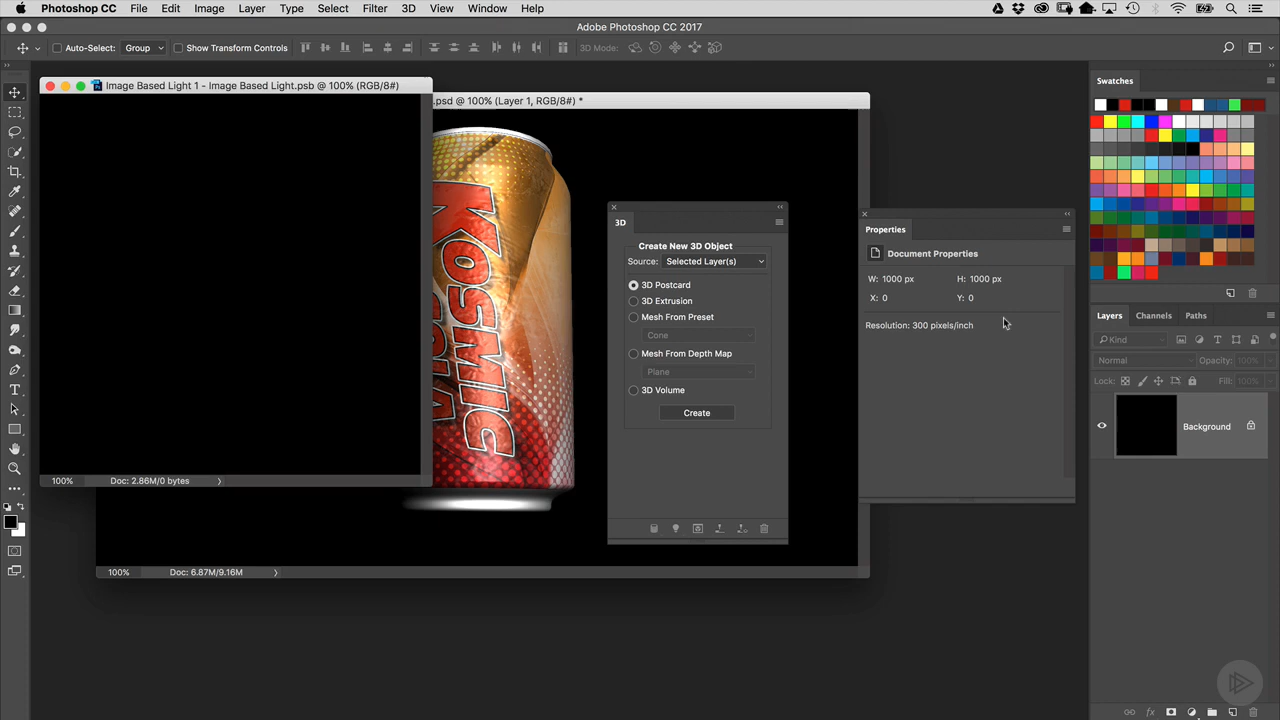 Photoshop CC File Edit Image Layer Type Select Filter 3D View Window Help
Adobe Photoshop CC 2017
Auto-Select: Group Show Transform Controls 3D Mode:
Image Based Light 1 - Image Based Light.psb @ 100% (RGB/8#)
.psd @ 100% (Layer 1, RGB/8#) *
KOSMIC
100% Doc: 2.86M/0 bytes
100% Doc: 6.87M/9.16M
3D
Create New 3D Object
Source: Selected Layer(s)
3D Postcard
3D Extrusion
Mesh From Preset
Cone
Mesh From Depth Map
Plane
3D Volume
Create
Properties
Document Properties
W: 1000 px H: 1000 px
X: 0 Y: 0
Resolution: 300 pixels/inch
Swatches
Layers Channels Paths
Kind
Normal Opacity: 100%
Lock: Fill: 100%
Background